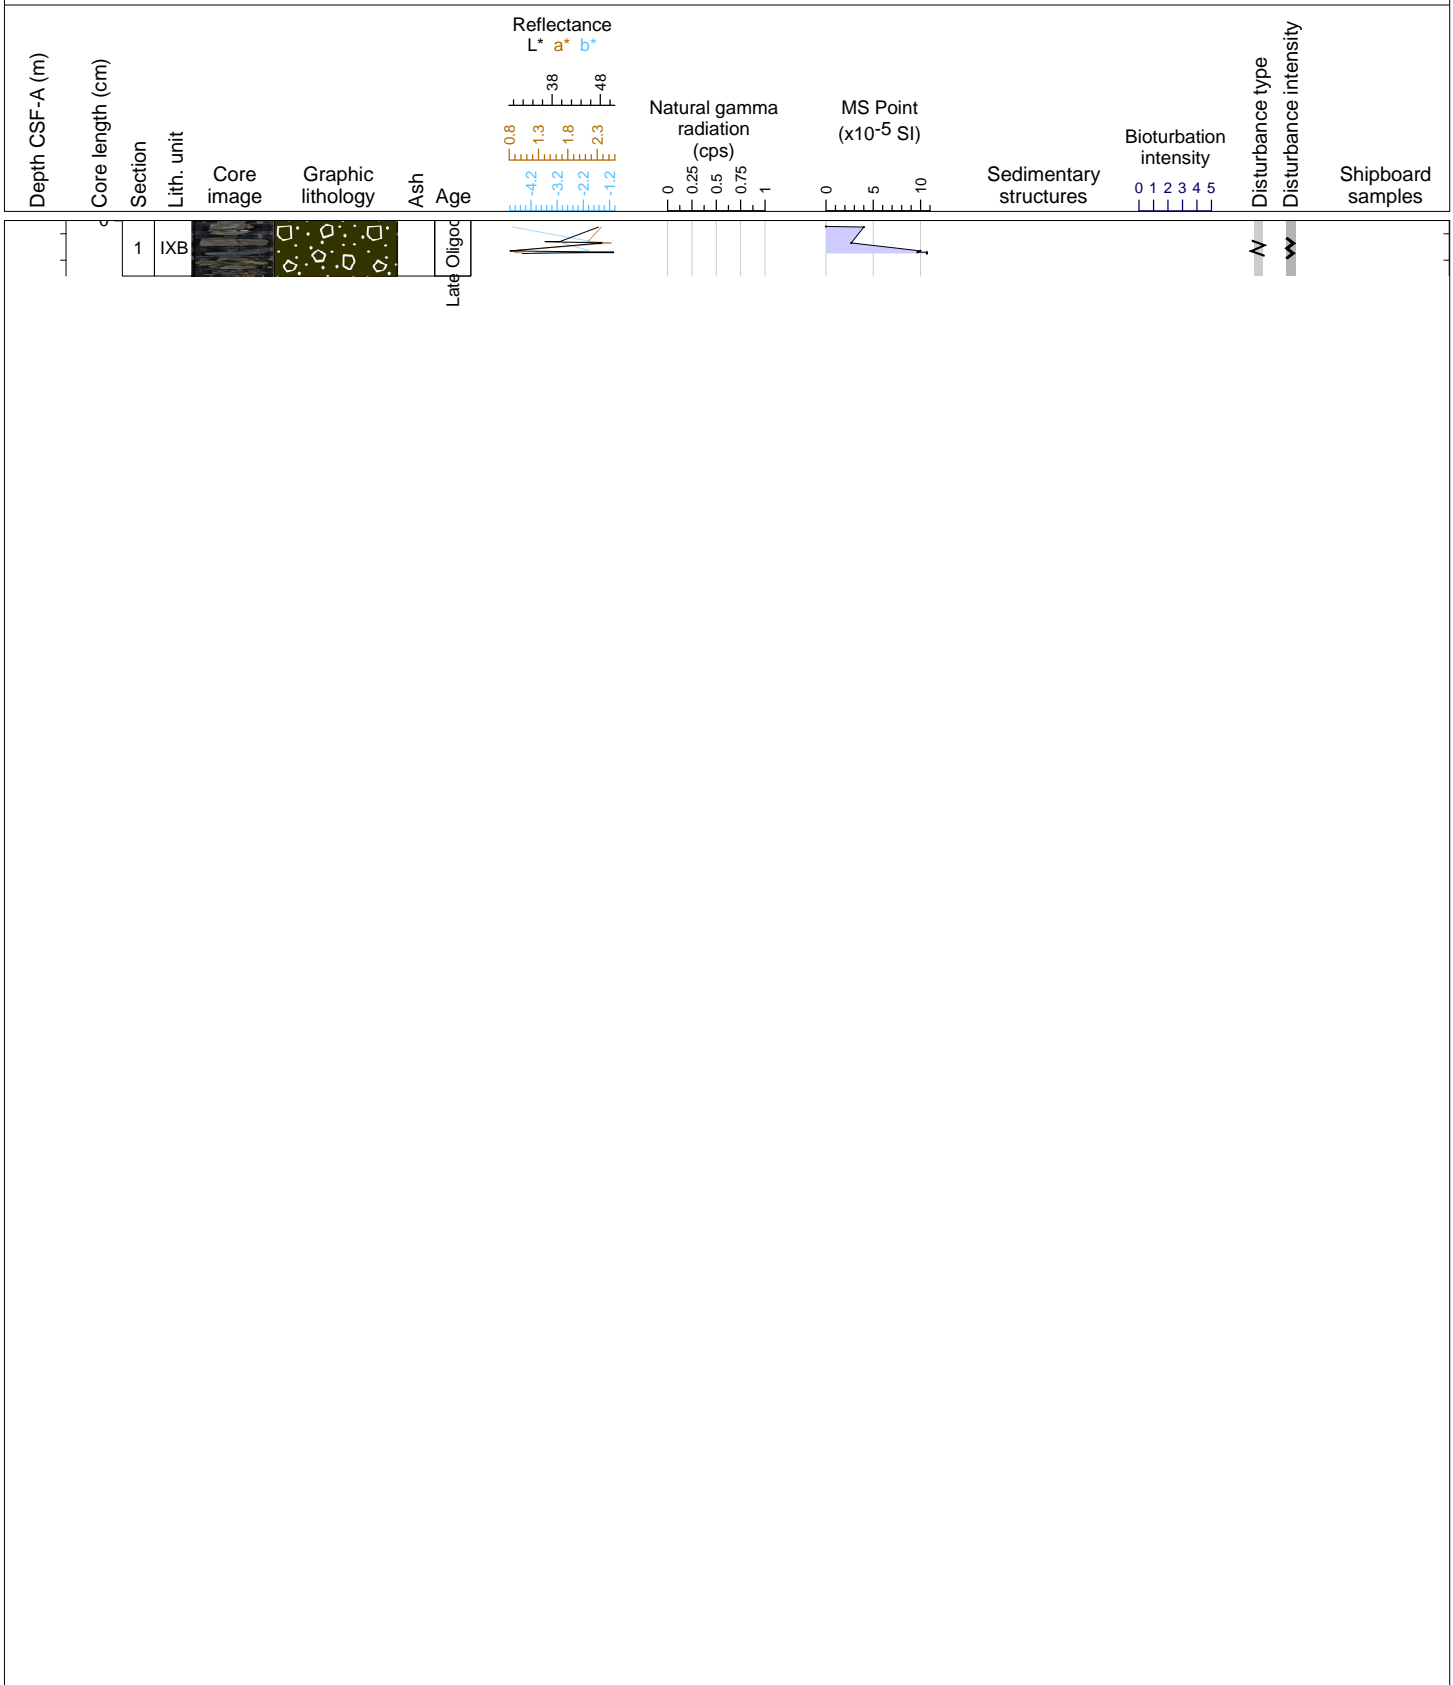 Depth CSF-A (m)
Core length (cm)
Section
Lith. unit
Core
image
Graphic
lithology
Ash
Age
Reflectance
L* a* b*
38 48
0.8 1.3 1.8 2.3
-4.2 -3.2 -2.2 -1.2
Natural gamma
radiation
(cps)
0 0.25 0.5 0.75 1
MS Point
(x10-5 SI)
0 5 10
Sedimentary
structures
Bioturbation
intensity
0 1 2 3 4 5
Disturbance type
Disturbance intensity
Shipboard
samples
1
IXB
Late Oligoc